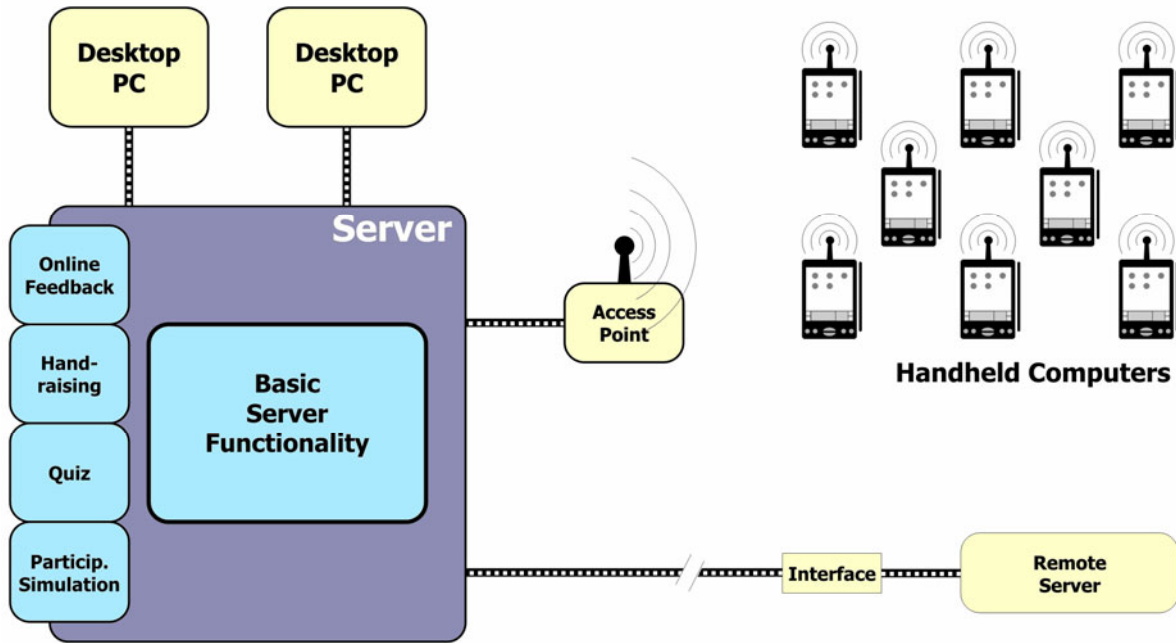 Desktop
PC
Desktop
PC
Server
Online
Feedback
Hand-
raising
Quiz
Particip.
Simulation
Basic
Server
Functionality
Access
Point
Handheld Computers
Interface
Remote
Server